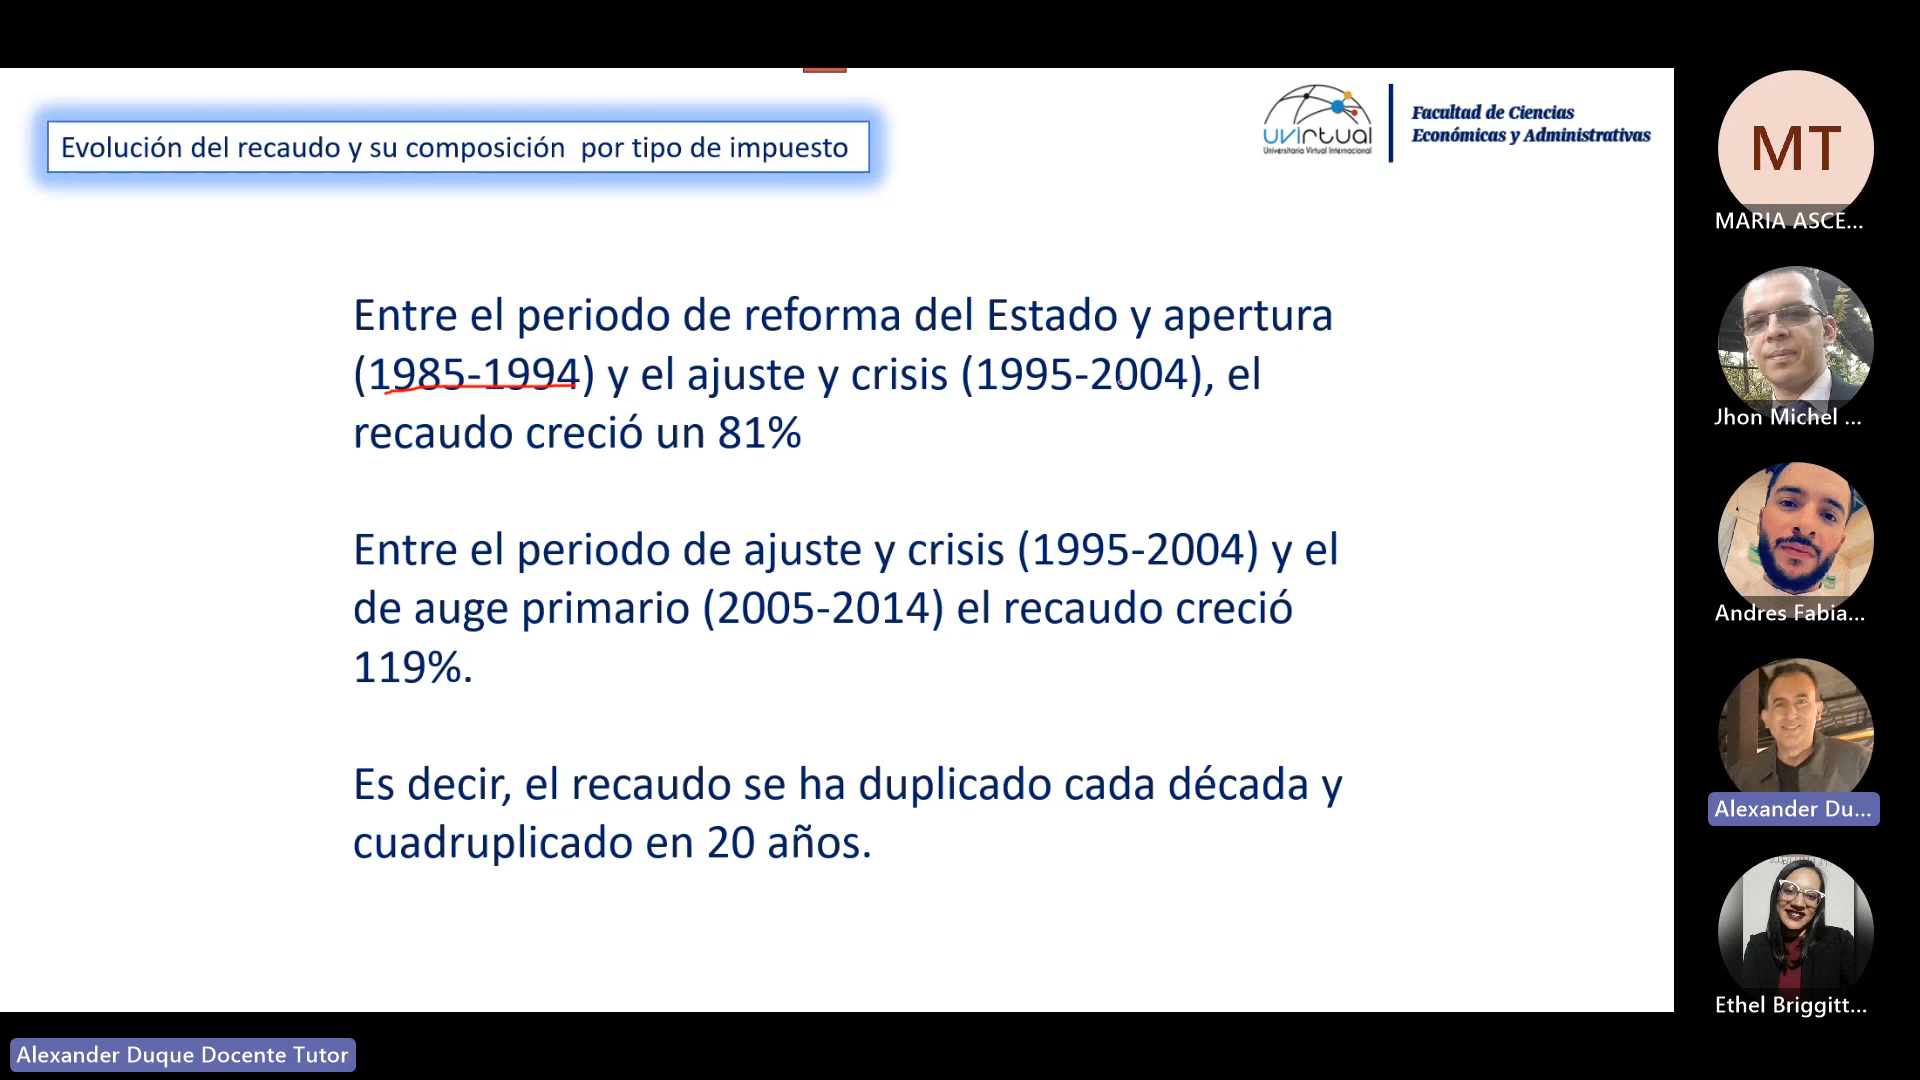 Evolución del recaudo y su composición por tipo de impuesto
uvirtual
Universitaria Virtual Internacional
Facultad de Ciencias
Económicas y Administrativas
Entre el periodo de reforma del Estado y apertura
(1985-1994) y el ajuste y crisis (1995-2004), el
recaudo creció un 81%
Entre el periodo de ajuste y crisis (1995-2004) y el
de auge primario (2005-2014) el recaudo creció
119%.
Es decir, el recaudo se ha duplicado cada década y
cuadruplicado en 20 años.
MT
MARIA ASCE...
Jhon Michel ...
Andres Fabia...
Alexander Du...
Ethel Briggitt...
Alexander Duque Docente Tutor